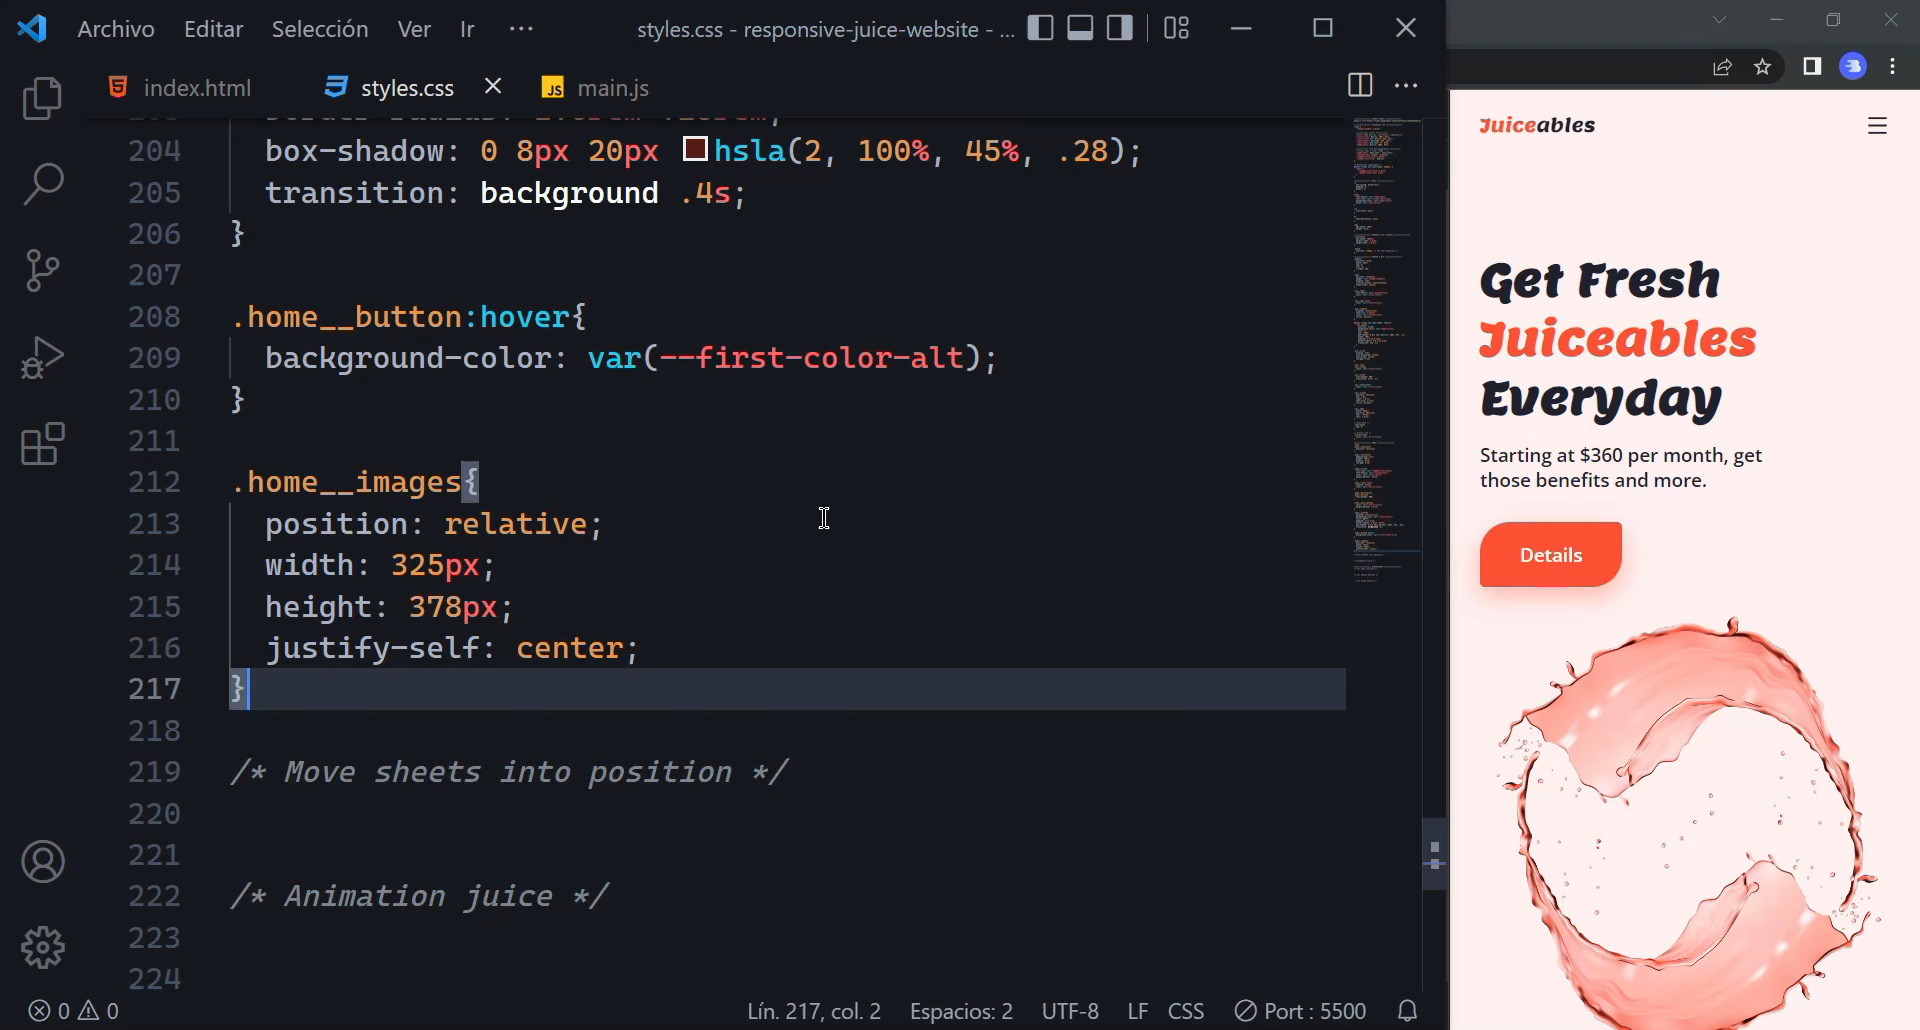 Archivo Editar Selección Ver Ir ···
styles.css - responsive-juice-website - ...
index.html
styles.css
JS main.js
204 box-shadow: 0 8px 20px hsla(2, 100%, 45%, .28);
205 transition: background .4s;
206 }
207
208 .home__button:hover{
209 background-color: var(--first-color-alt);
210 }
211
212 .home__images{
213 position: relative;
214 width: 325px;
215 height: 378px;
216 justify-self: center;
217 }
218
219 /* Move sheets into position */
220
221
222 /* Animation juice */
223
224
0 0
Lín. 217, col. 2 Espacios: 2 UTF-8 LF CSS Port : 5500
Juiceables
Get Fresh
Juiceables
Everyday
Starting at $360 per month, get
those benefits and more.
Details